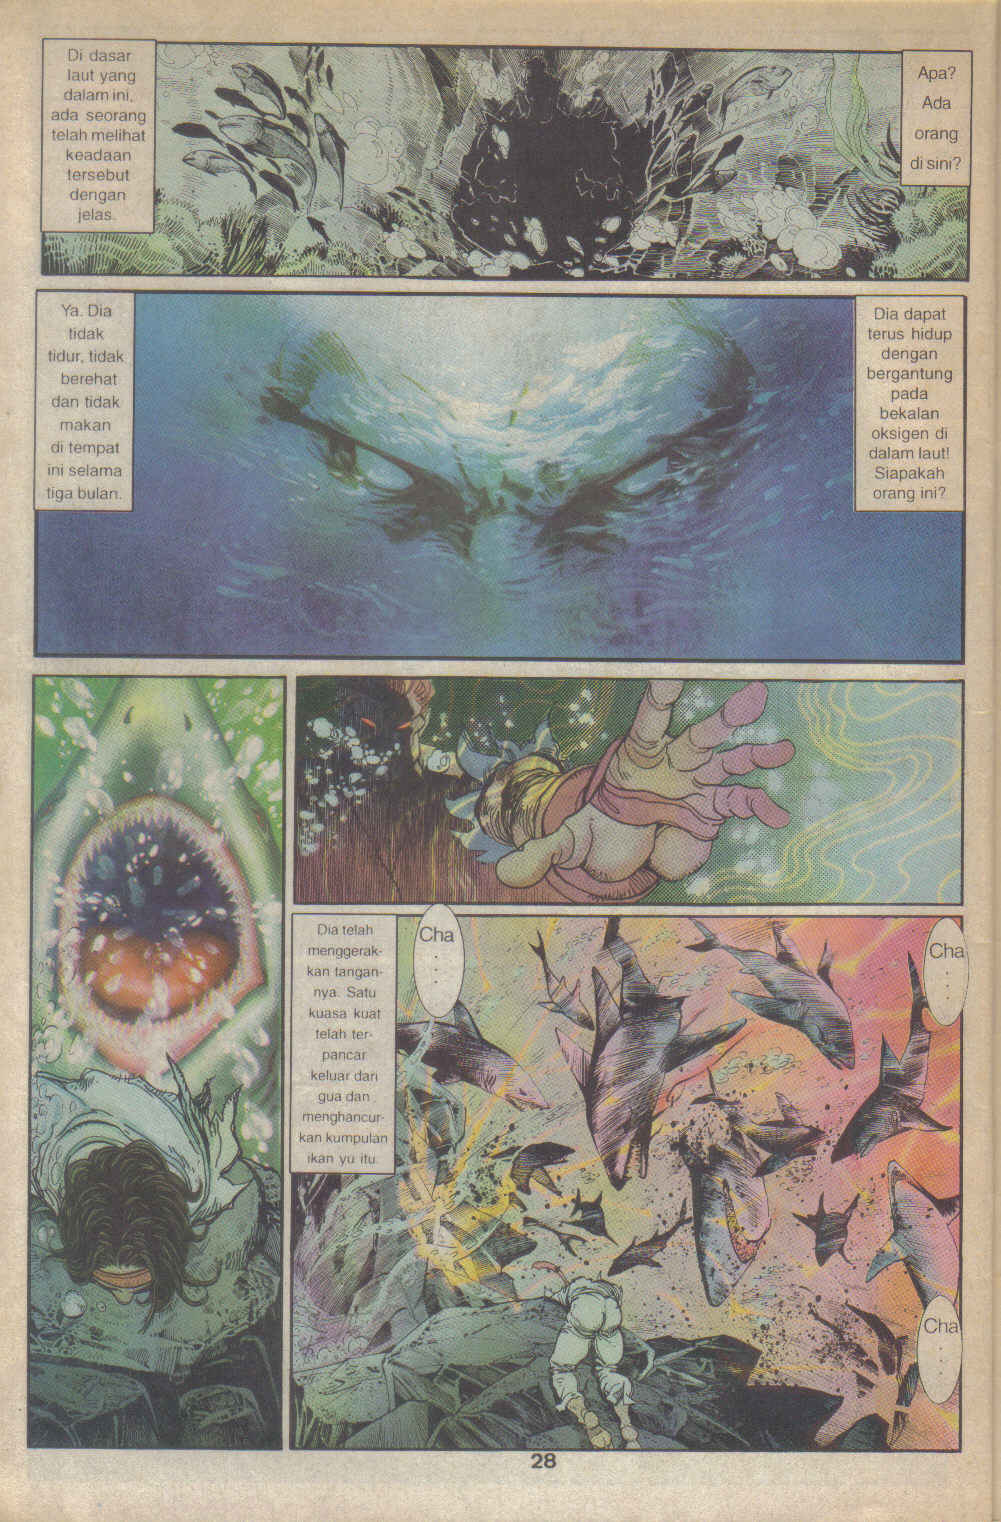 Di dasar
laut yang
dalam ini,
ada seorang
telah melihat
keadaan
tersebut
dengan
jelas.
Apa?
Ada
orang
di sini?
Ya. Dia
tidak
tidur, tidak
berehat
dan tidak
makan
di tempat
ini selama
tiga bulan.
Dia dapat
terus hidup
dengan
bergantung
pada
bekalan
oksigen di
dalam laut!
Siapakah
orang ini?
Dia telah
menggerak-
kan tangan-
nya. Satu
kuasa kuat
telah ter-
pancar
keluar dari
gua dan
menghancur-
kan kumpulan
ikan yu itu.
Cha
.
.
.
Cha
.
.
.
Cha
.
.
.
28